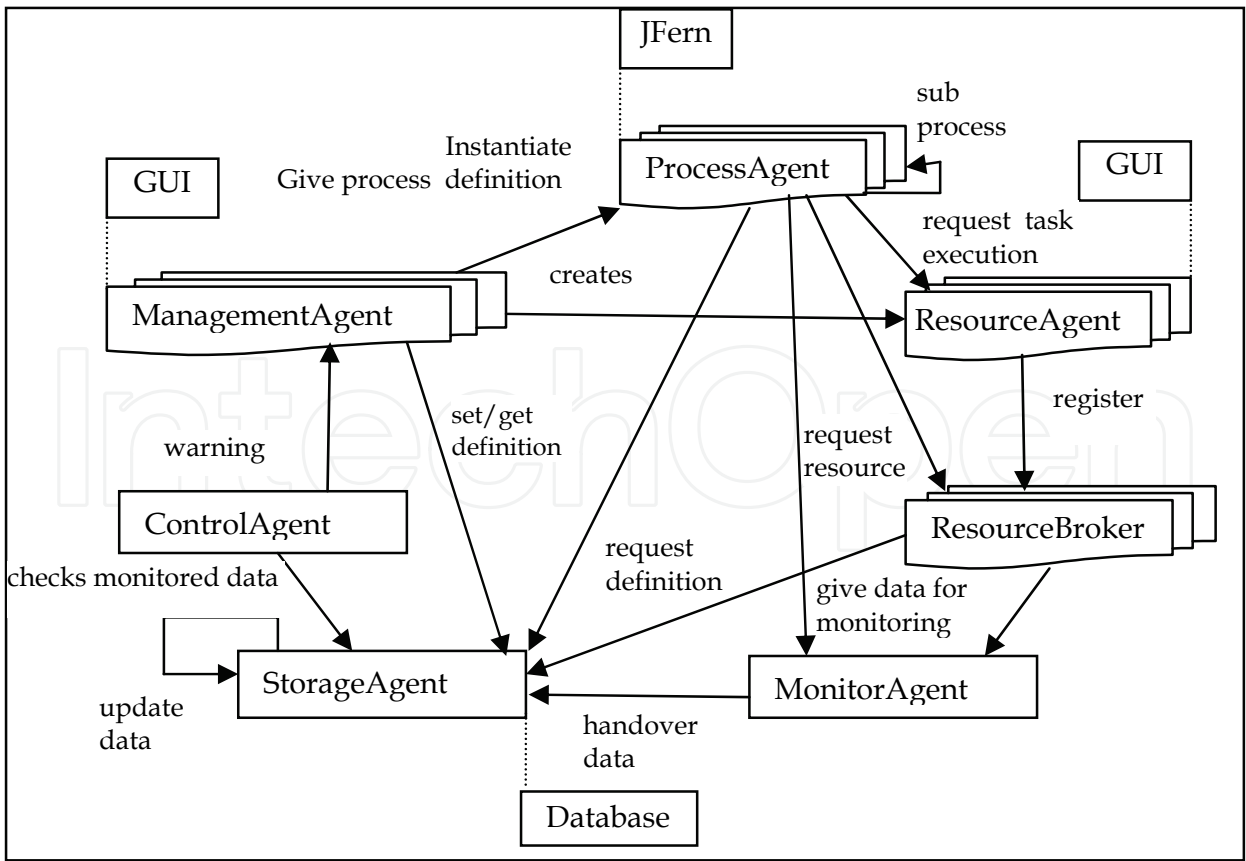 JFern
sub
process
Instantiate
Give process definition
GUI
ProcessAgent
GUI
request task
execution
creates
ManagementAgent
ResourceAgent
register
set/get
definition
warning
request
resource
IntechOpen
ControlAgent
ResourceBroker
checks monitored data
request
definition
give data for
monitoring
StorageAgent
MonitorAgent
update
data
handover
data
Database